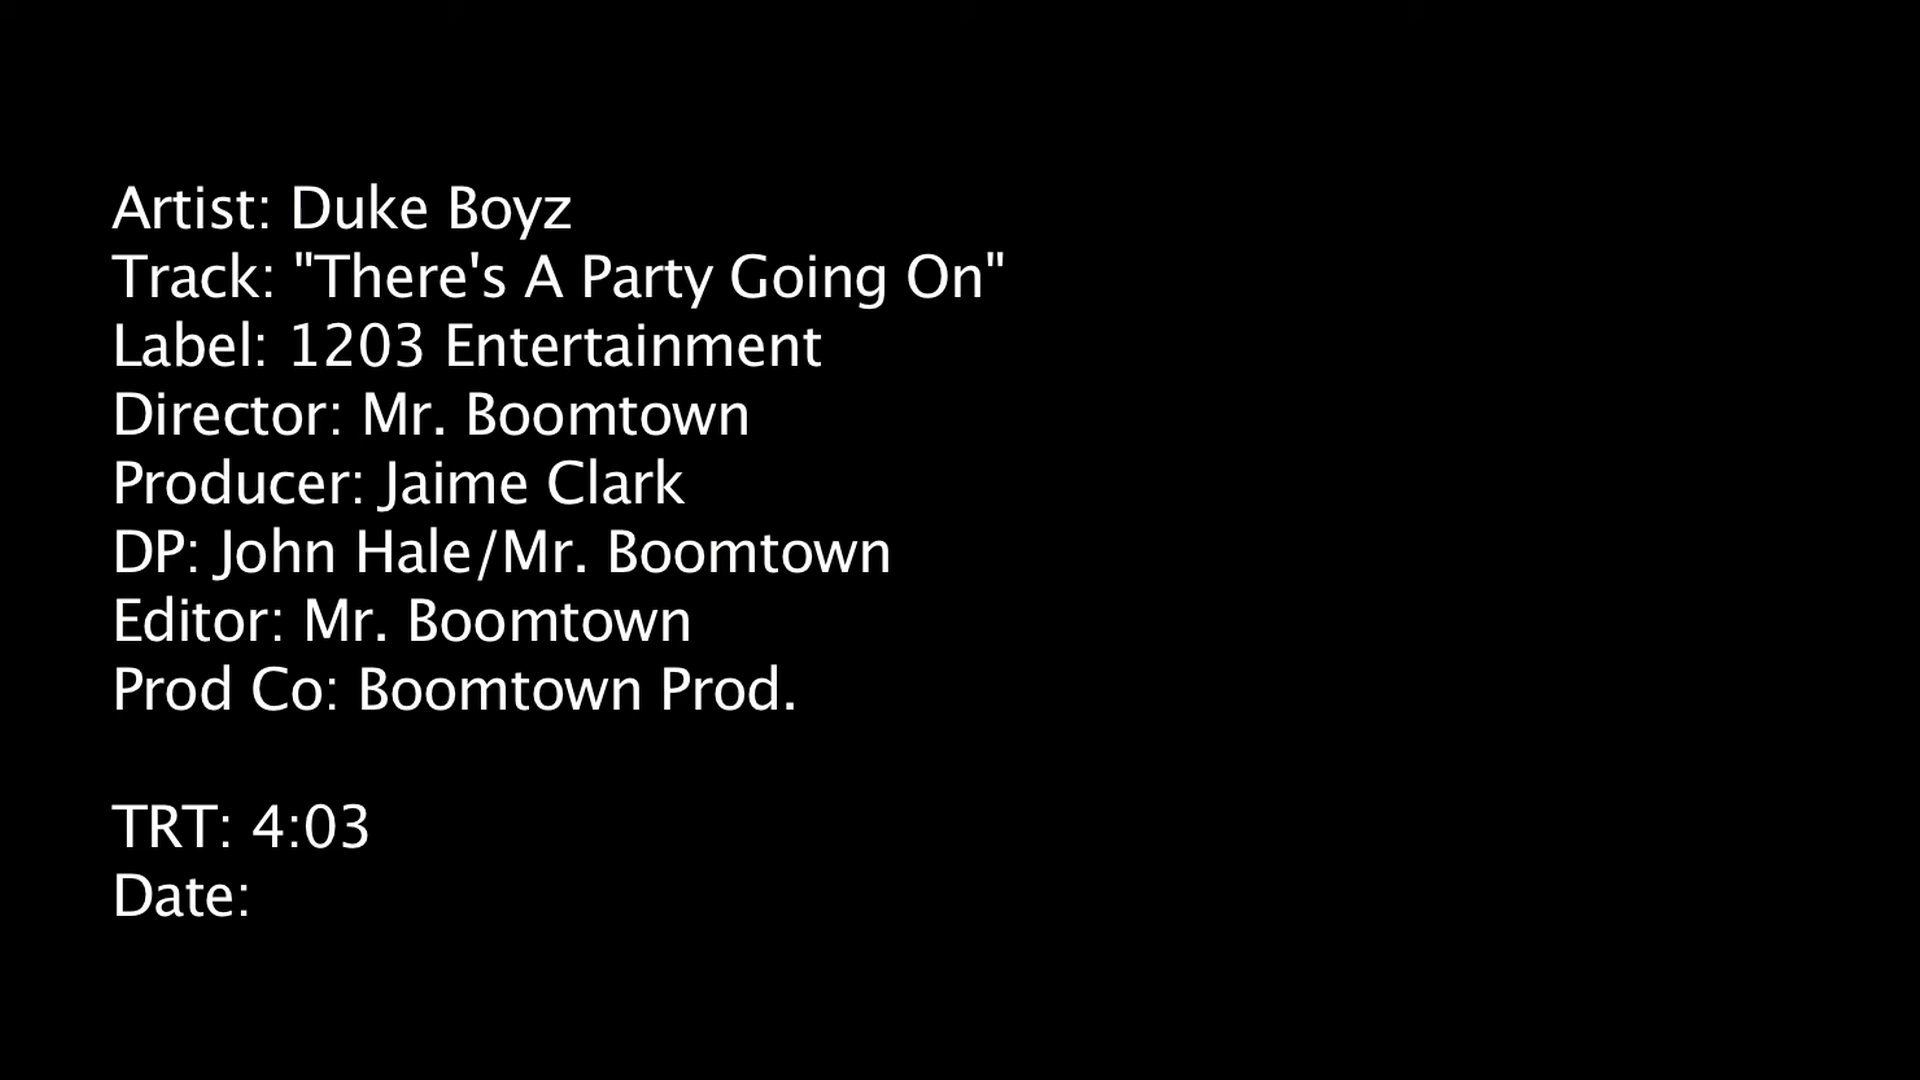 Artist: Duke Boyz
Track: "There's A Party Going On"
Label: 1203 Entertainment
Director: Mr. Boomtown
Producer: Jaime Clark
DP: John Hale/Mr. Boomtown
Editor: Mr. Boomtown
Prod Co: Boomtown Prod.
TRT: 4:03
Date: